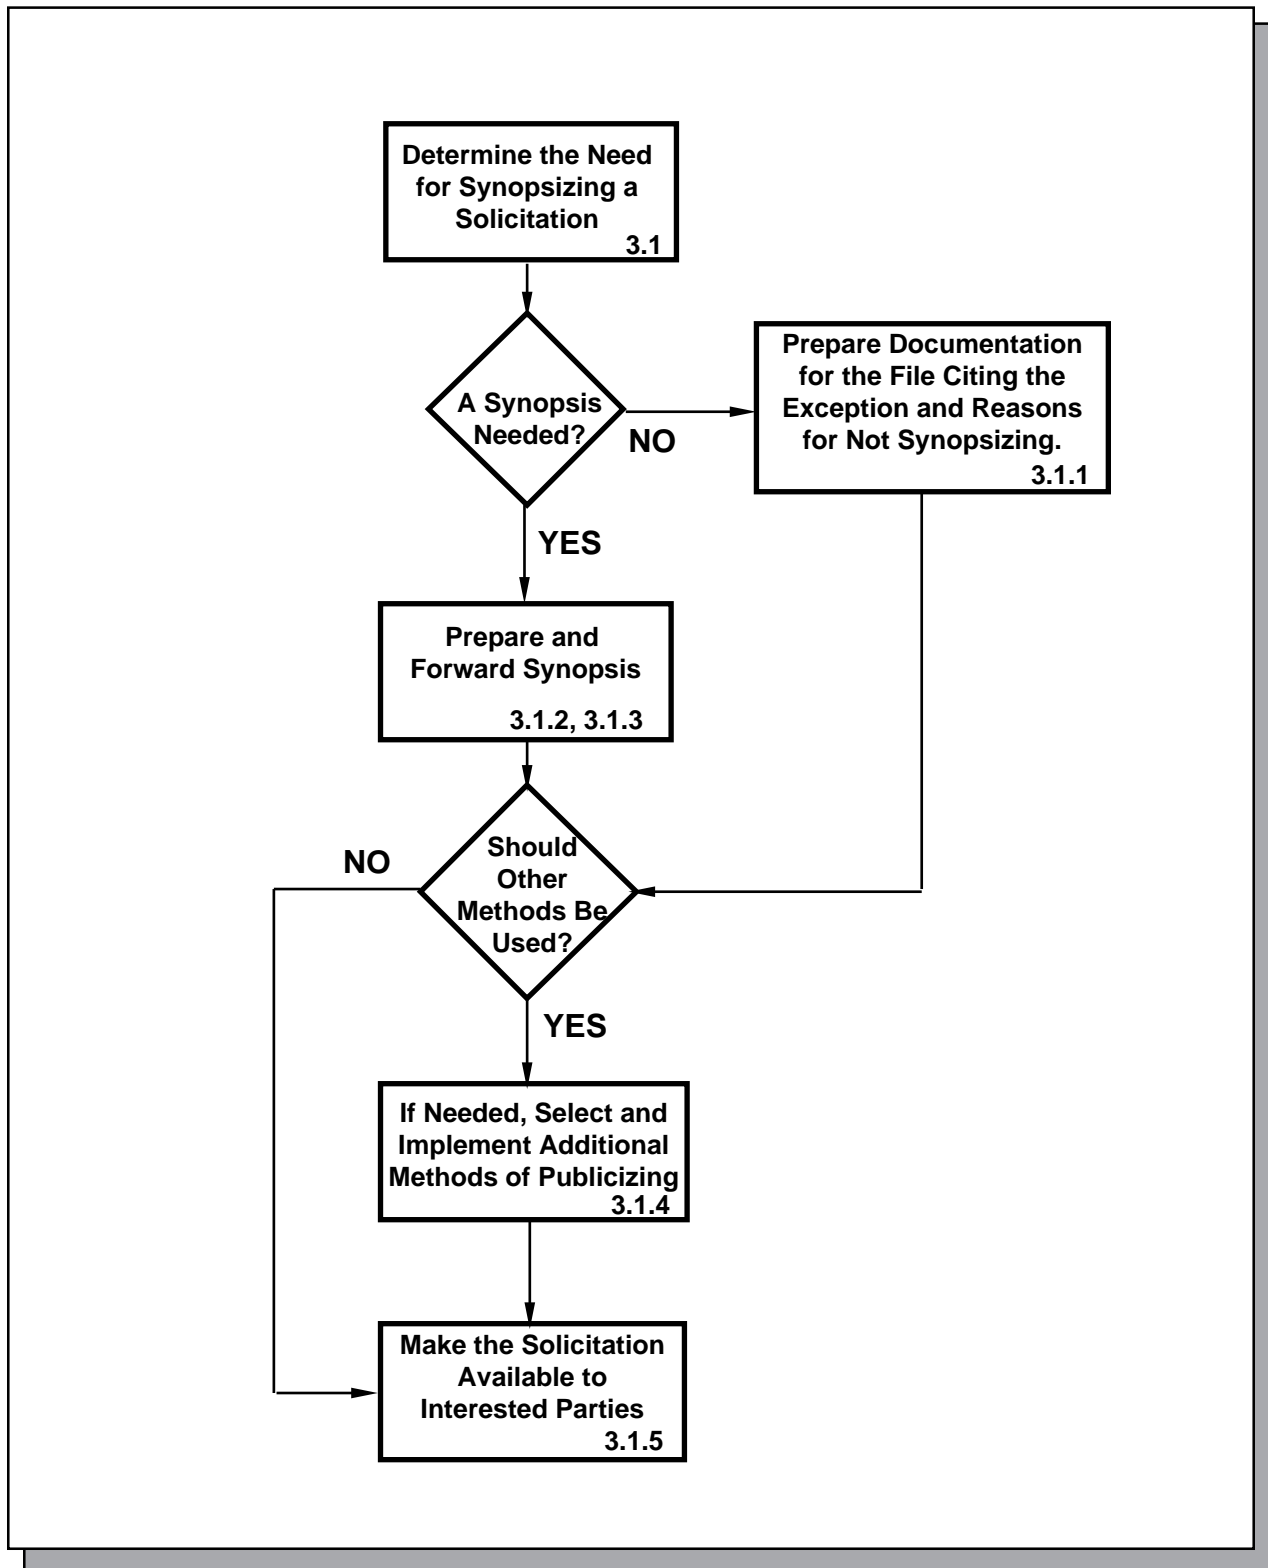 Determine the Need
for Synopsizing a
Solicitation
3.1
A Synopsis
Needed?
NO
Prepare Documentation
for the File Citing the
Exception and Reasons
for Not Synopsizing.
3.1.1
YES
Prepare and
Forward Synopsis
3.1.2, 3.1.3
NO
Should
Other
Methods Be
Used?
YES
If Needed, Select and
Implement Additional
Methods of Publicizing
3.1.4
Make the Solicitation
Available to
Interested Parties
3.1.5